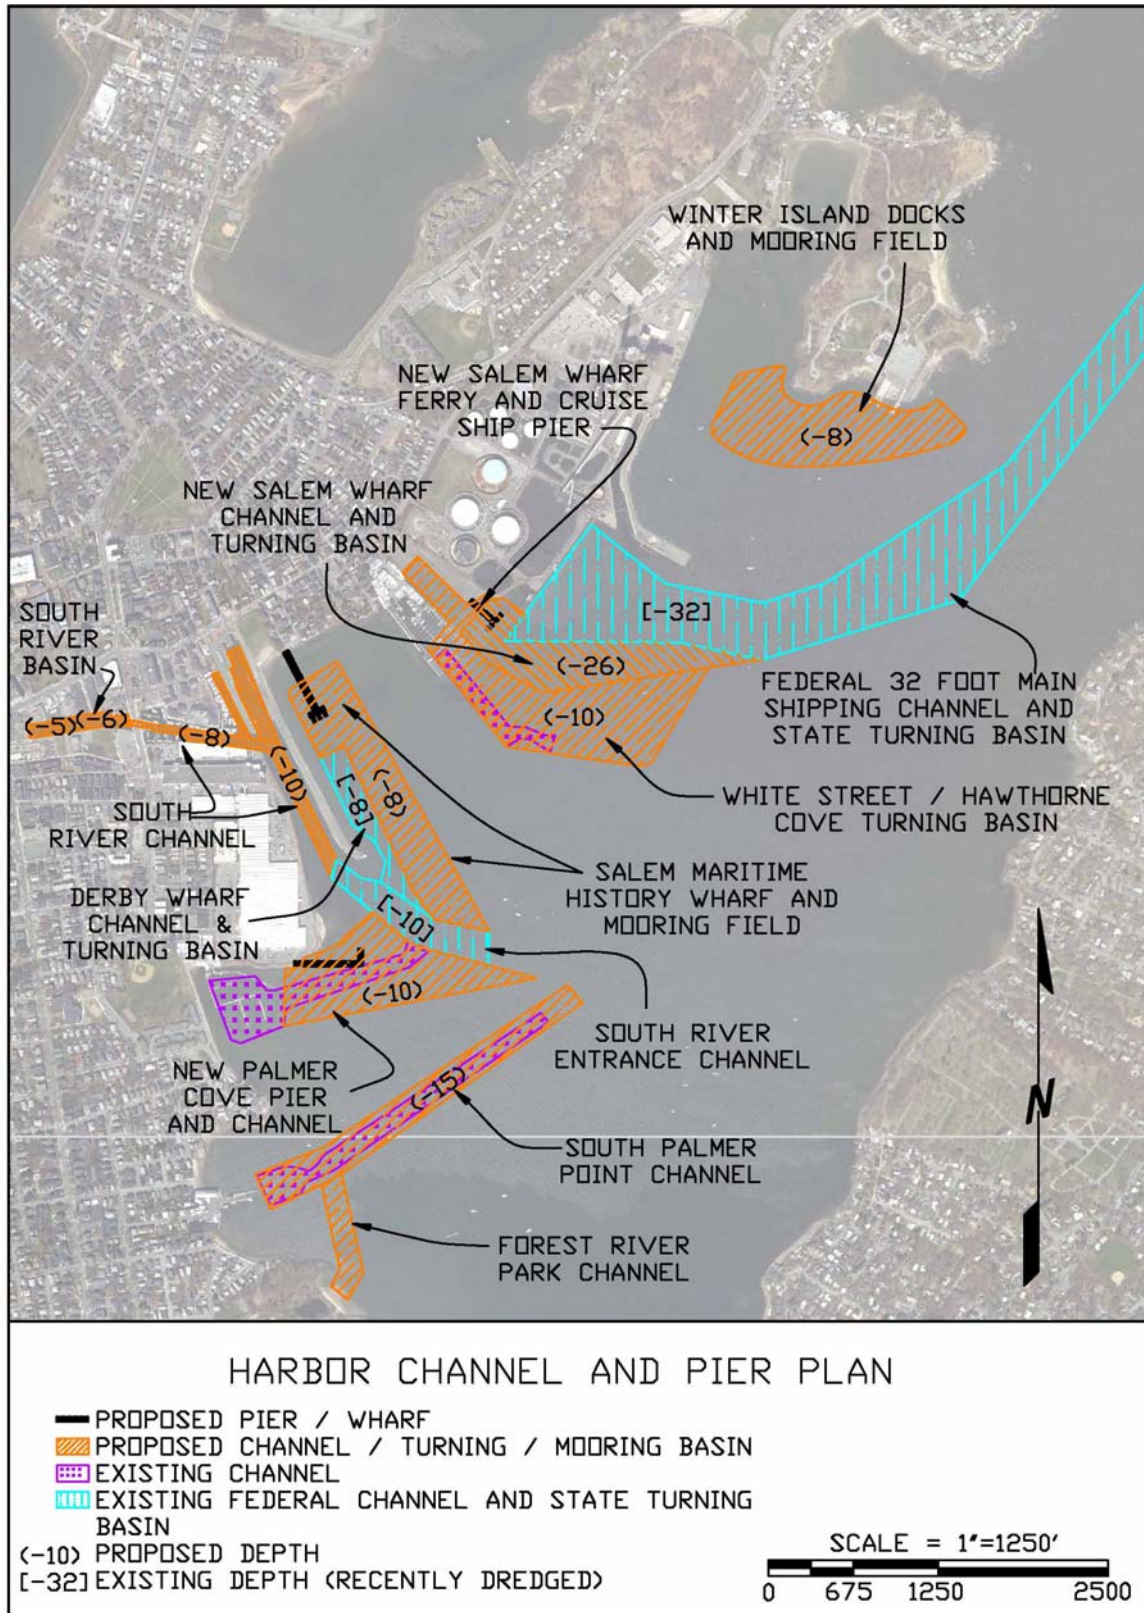 WINTER ISLAND DOCKS
AND MOORING FIELD
(-8)
NEW SALEM WHARF
FERRY AND CRUISE
SHIP PIER
NEW SALEM WHARF
CHANNEL AND
TURNING BASIN
[-32]
(-26)
(-10)
SOUTH
RIVER
BASIN
(-5)
(-6)
(-8)
(-10)
[-8]
(-8)
FEDERAL 32 FOOT MAIN
SHIPPING CHANNEL AND
STATE TURNING BASIN
WHITE STREET / HAWTHORNE
COVE TURNING BASIN
SOUTH
RIVER CHANNEL
SALEM MARITIME
HISTORY WHARF AND
MOORING FIELD
DERBY WHARF
CHANNEL &
TURNING BASIN
[-10]
(-10)
SOUTH RIVER
ENTRANCE CHANNEL
NEW PALMER
COVE PIER
AND CHANNEL
(-15)
SOUTH PALMER
POINT CHANNEL
N
FOREST RIVER
PARK CHANNEL
HARBOR CHANNEL AND PIER PLAN
PROPOSED PIER / WHARF
PROPOSED CHANNEL / TURNING / MOORING BASIN
EXISTING CHANNEL
EXISTING FEDERAL CHANNEL AND STATE TURNING
BASIN
(-10) PROPOSED DEPTH
[-32] EXISTING DEPTH (RECENTLY DREDGED)
SCALE = 1"=1250'
0 675 1250 2500